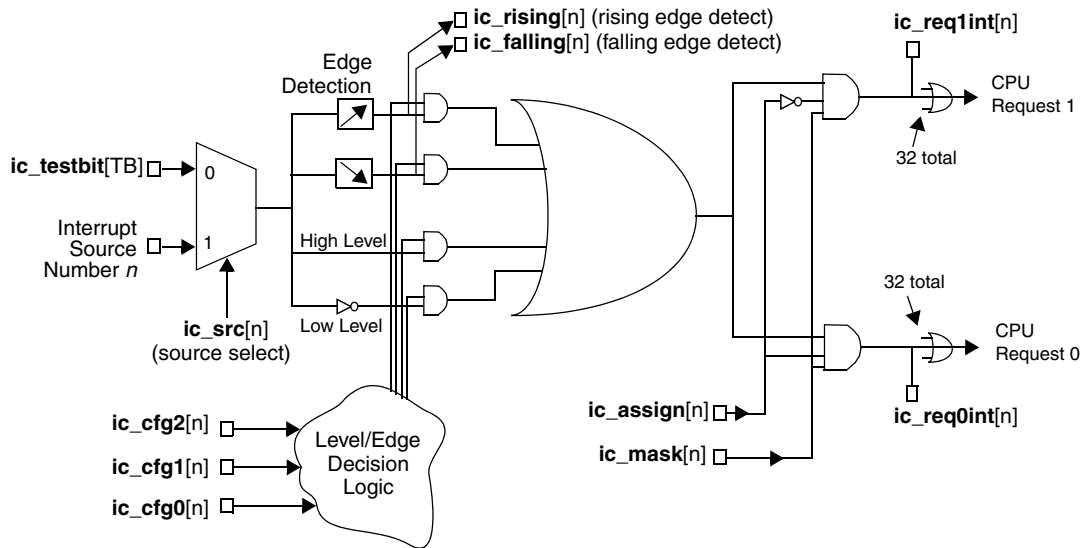 ic_rising[n] (rising edge detect)
ic_falling[n] (falling edge detect)
ic_req1int[n]
Edge
Detection
CPU
Request 1
32 total
ic_testbit[TB]
0
Interrupt
Source
Number n
1
High Level
Low Level
ic_src[n]
(source select)
32 total
CPU
Request 0
ic_req0int[n]
ic_assign[n]
ic_mask[n]
ic_cfg2[n]
ic_cfg1[n]
ic_cfg0[n]
Level/Edge
Decision
Logic